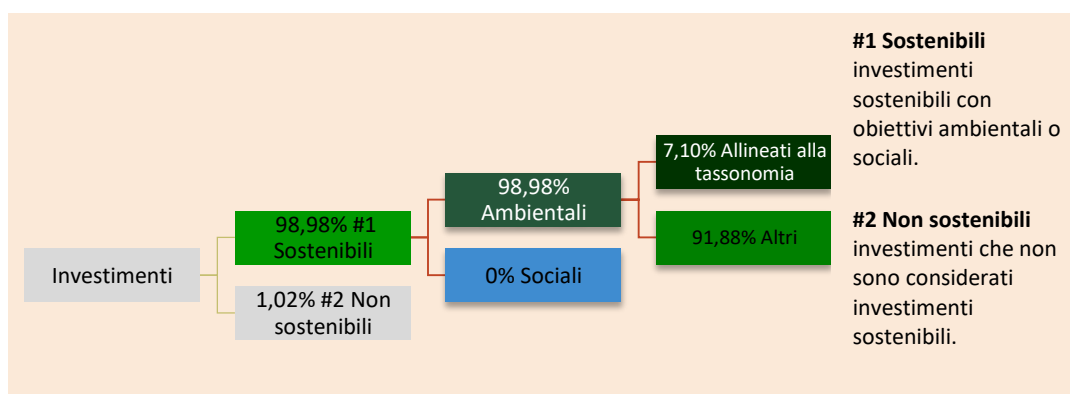 Investimenti
98,98% #1
Sostenibili
1,02% #2 Non
sostenibili
98,98%
Ambientali
0% Sociali
7,10% Allineati alla
tassonomia
91,88% Altri
#1 Sostenibili
investimenti
sostenibili con
obiettivi ambientali o
sociali.
#2 Non sostenibili
investimenti che non
sono considerati
investimenti
sostenibili.